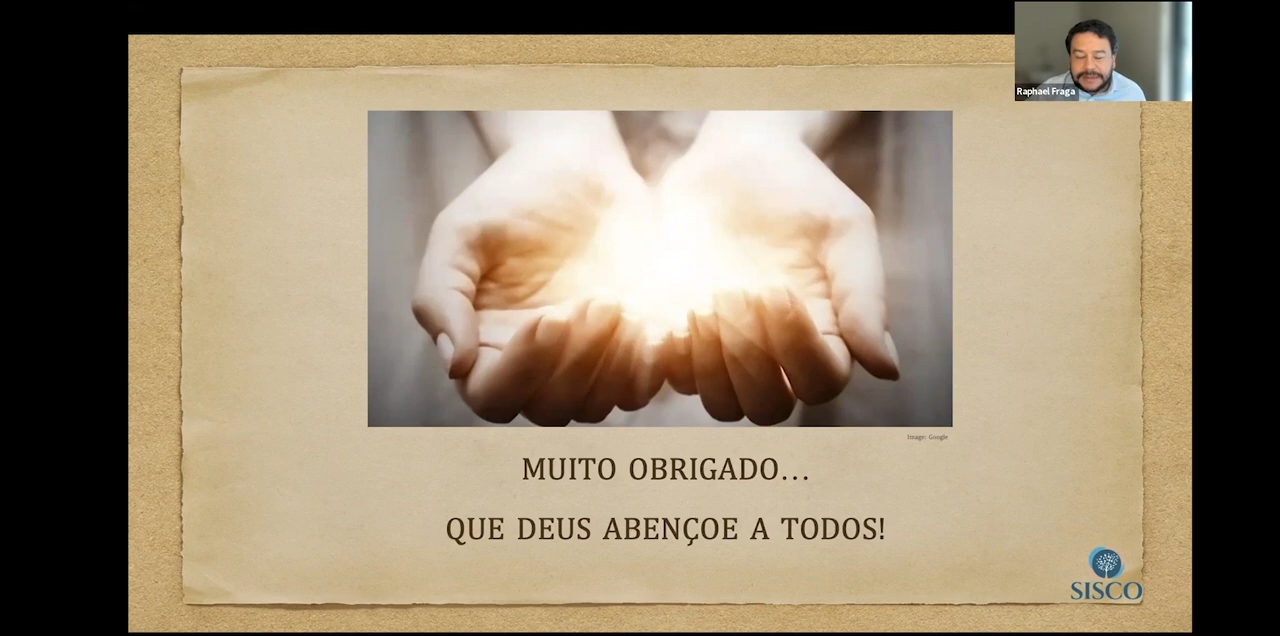 Raphael Fraga
Image: Google
MUITO OBRIGADO...
QUE DEUS ABENÇOE A TODOS!
SISCO